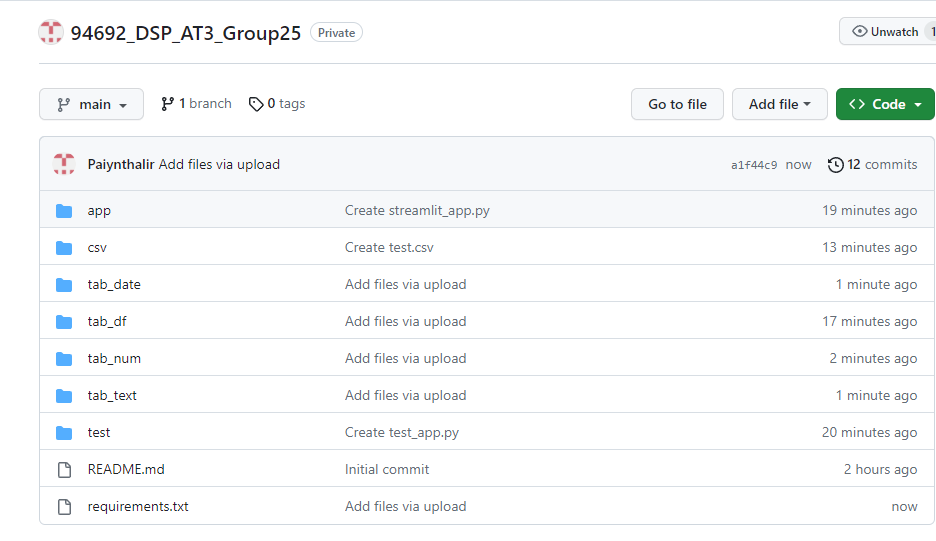 94692_DSP_AT3_Group25 Private Unwatch 1
main 1 branch 0 tags Go to file Add file Code
Paiynthalir Add files via upload a1f44c9 now 12 commits
app Create streamlit_app.py 19 minutes ago
csv Create test.csv 13 minutes ago
tab_date Add files via upload 1 minute ago
tab_df Add files via upload 17 minutes ago
tab_num Add files via upload 2 minutes ago
tab_text Add files via upload 1 minute ago
test Create test_app.py 20 minutes ago
README.md Initial commit 2 hours ago
requirements.txt Add files via upload now